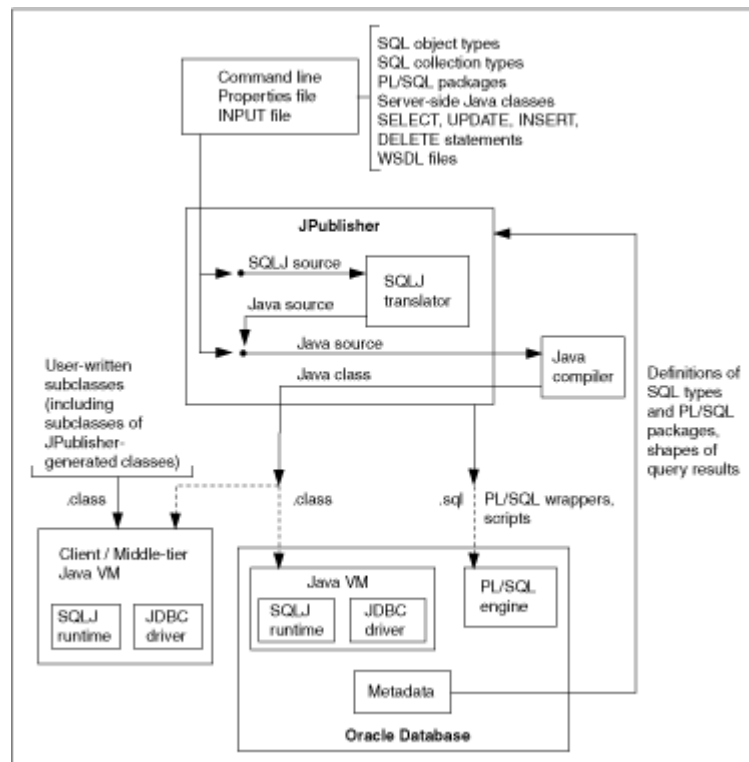 Command line
Properties file
INPUT file
SQL object types
SQL collection types
PL/SQL packages
Server-side Java classes
SELECT, UPDATE, INSERT,
DELETE statements
WSDL files
JPublisher
SQLJ source
SQLJ
translator
Java source
Java source
Java
compiler
Java class
User-written
subclasses
(including
subclasses of
JPublisher-
generated classes)
Definitions of
SQL types
and PL/SQL
packages,
shapes of
query results
.class
.class
.sql
PL/SQL wrappers,
scripts
Client / Middle-tier
Java VM
SQLJ
runtime
JDBC
driver
Java VM
SQLJ
runtime
JDBC
driver
PL/SQL
engine
Metadata
Oracle Database